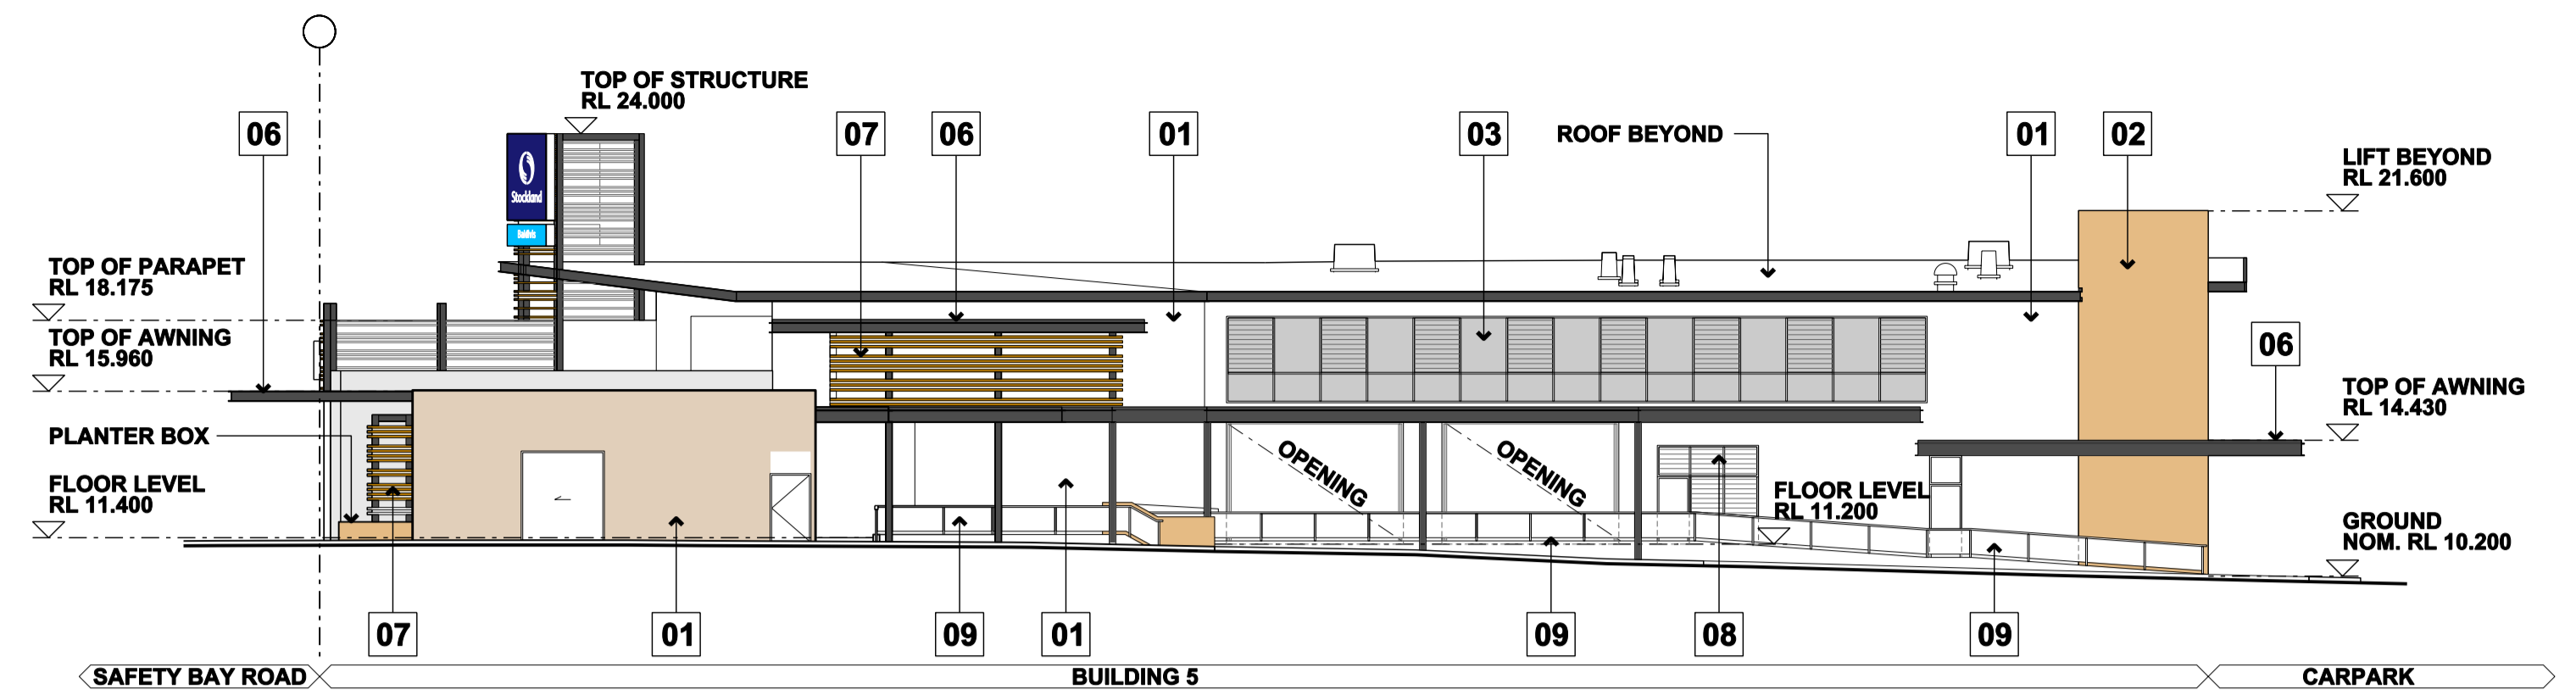 TOP OF STRUCTURE
RL 24.000
06
07
06
01
03
ROOF BEYOND
01
02
LIFT BEYOND
RL 21.600
Stockland
Baldivis
TOP OF PARAPET
RL 18.175
TOP OF AWNING
RL 15.960
06
TOP OF AWNING
RL 14.430
PLANTER BOX
OPENING
OPENING
FLOOR LEVEL
RL 11.400
FLOOR LEVEL
RL 11.200
GROUND
NOM. RL 10.200
07
01
09
01
09
08
09
SAFETY BAY ROAD
BUILDING 5
CARPARK